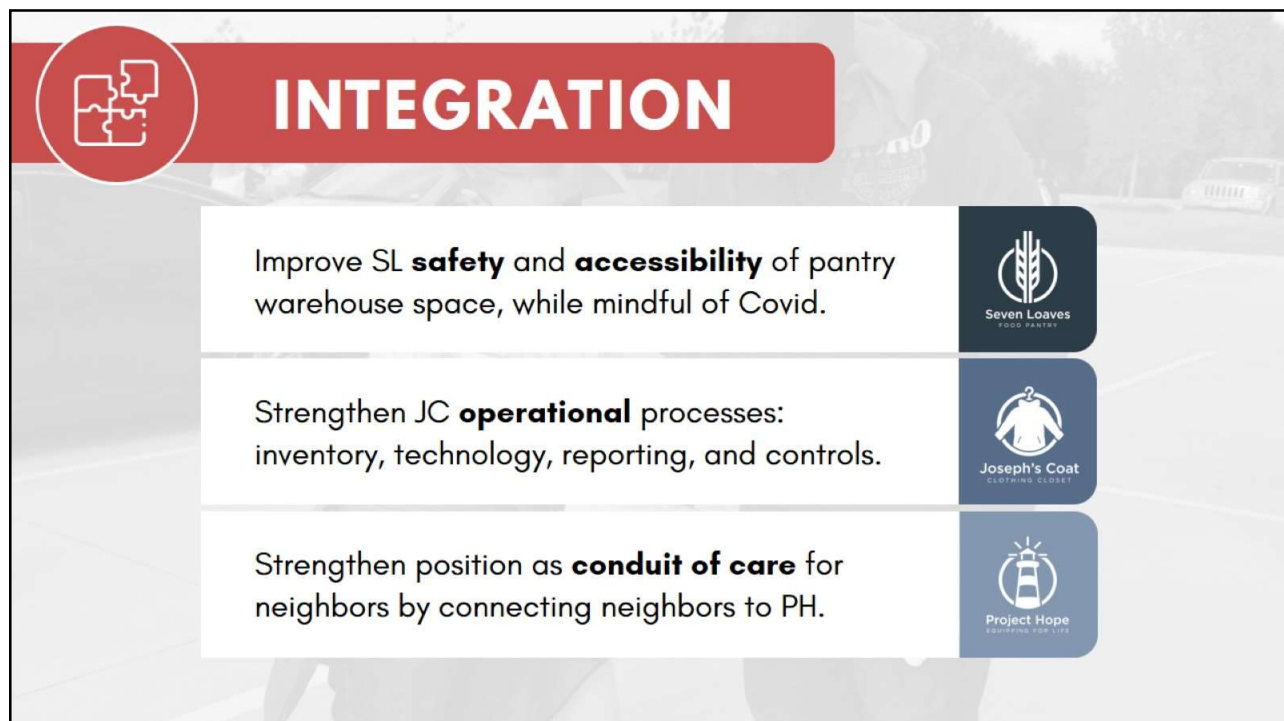 INTEGRATION
Improve SL safety and accessibility of pantry
warehouse space, while mindful of Covid.
Seven Loaves
FOOD PANTRY
Strengthen JC operational processes:
inventory, technology, reporting, and controls.
Joseph's Coat
CLOTHING CLOSET
Strengthen position as conduit of care for
neighbors by connecting neighbors to PH.
Project Hope
EQUIPPING FOR LIFE